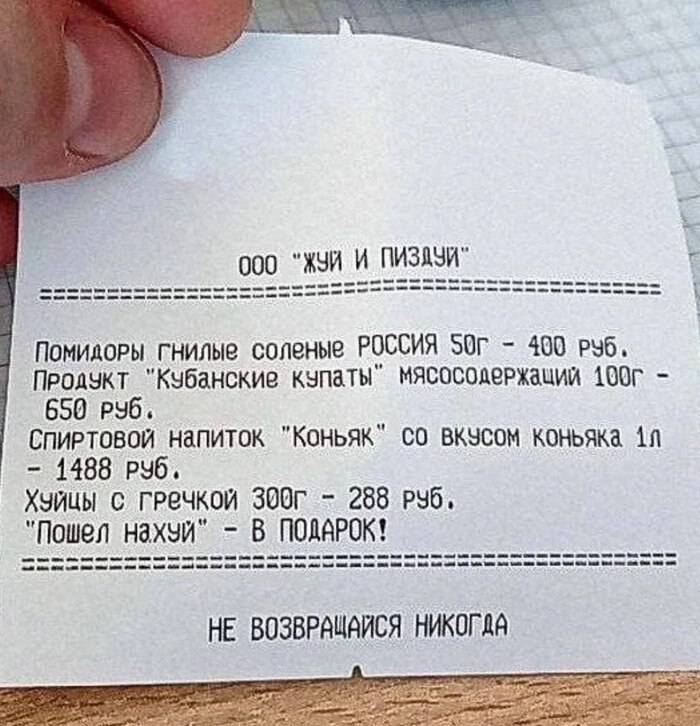 ООО "ЖУЙ И ПИЗДУЙ"
===============================================
Помидоры гнилые соленые РОССИЯ 50г - 400 руб.
Продукт "Кубанские купаты" мясосодержащий 100г -
650 руб.
Спиртовой напиток "Коньяк" со вкусом коньяка 1л
- 1488 руб.
Хуйцы с гречкой 300г - 288 руб.
"Пошел нахуй" - В ПОДАРОК!
===============================================
НЕ ВОЗВРАЩАЙСЯ НИКОГДА